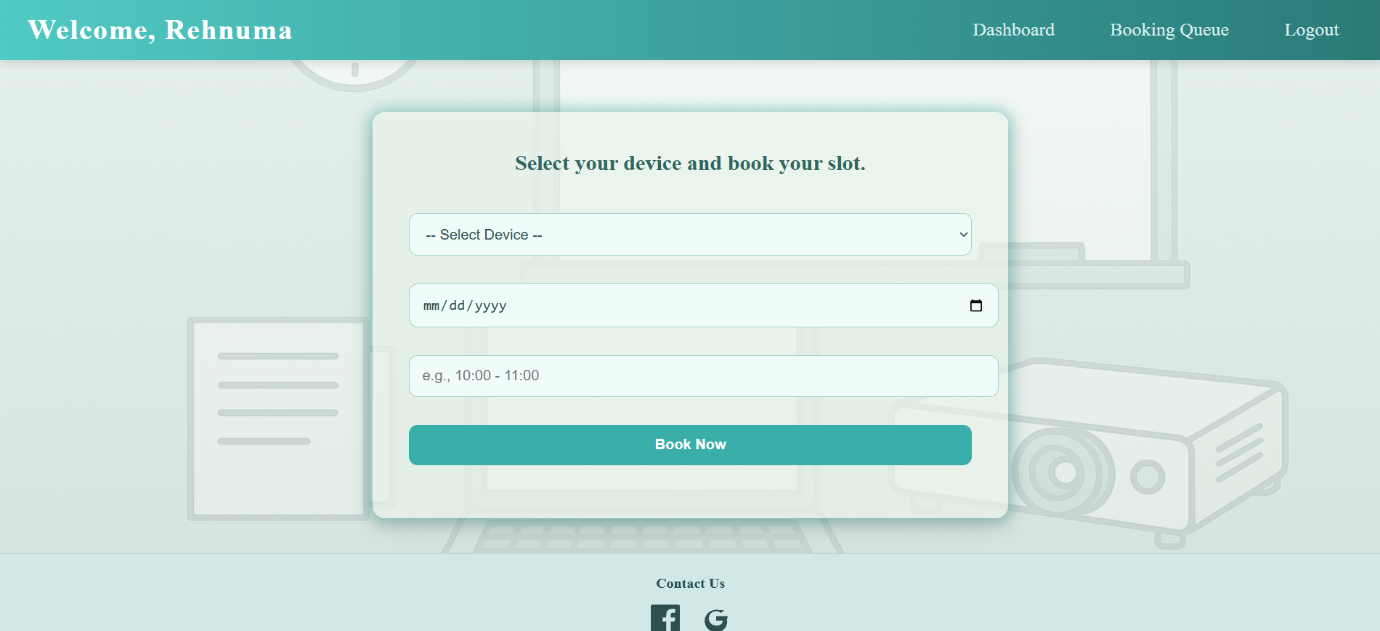 Welcome, Rehnuma
Dashboard
Booking Queue
Logout
Select your device and book your slot.
-- Select Device --
mm/dd/yyyy
e.g., 10:00 - 11:00
Book Now
Contact Us